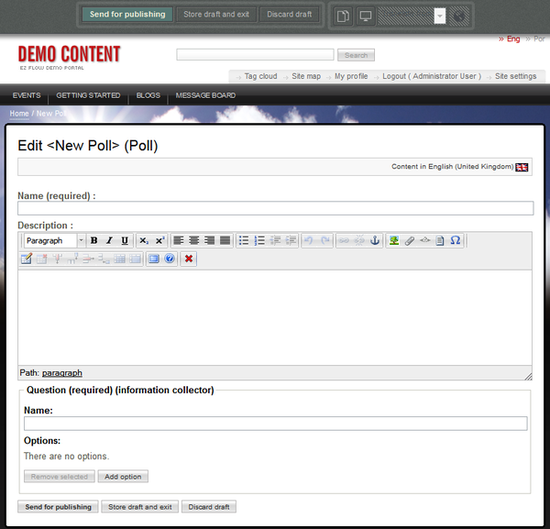 Send for publishing Store draft and exit Discard draft
» Eng » Por
DEMO CONTENT
EZ FLOW DEMO PORTAL
Search
Tag cloud Site map My profile Logout ( Administrator User ) Site settings
EVENTS GETTING STARTED BLOGS MESSAGE BOARD
Home / New Poll
Edit <New Poll> (Poll)
Content in English (United Kingdom)
Name (required) :
Description :
Paragraph B I U x₂ x²
Path: paragraph
Question (required) (information collector)
Name:
Options:
There are no options.
Remove selected Add option
Send for publishing Store draft and exit Discard draft